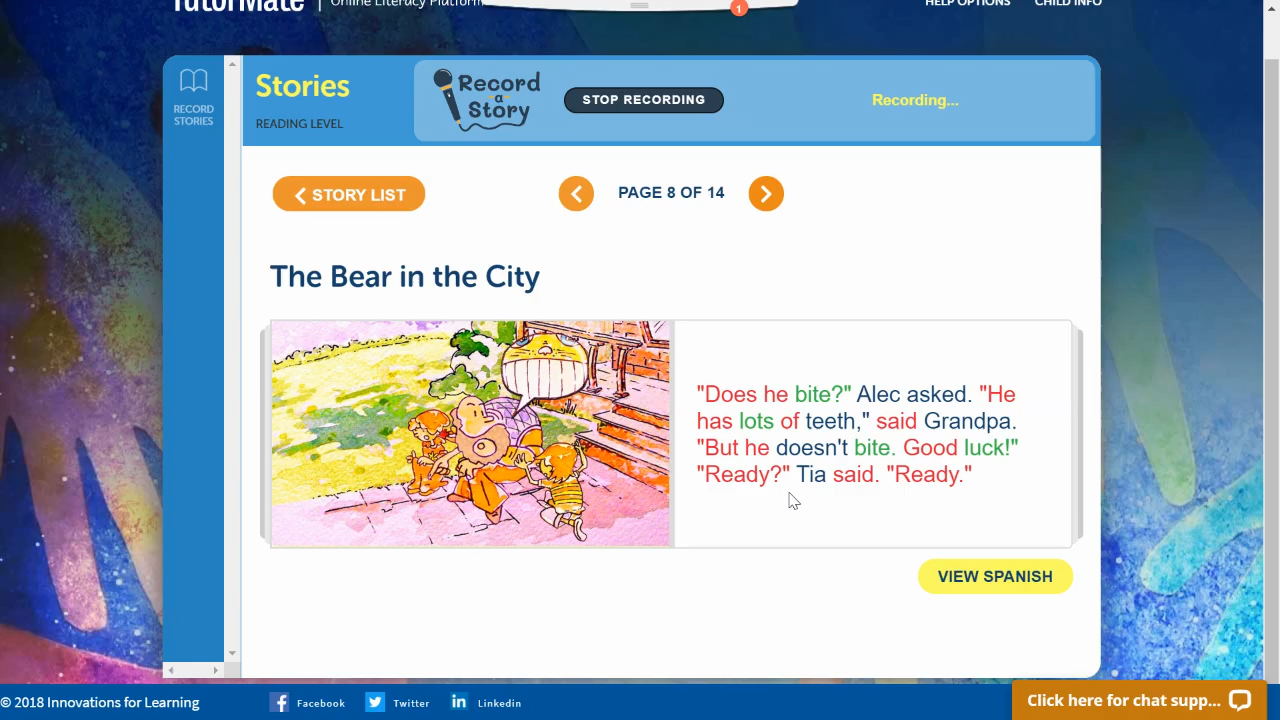 TutorMate | Online Literacy Platform
1
HELP OPTIONS
CHILD INFO
RECORD
STORIES
Stories
READING LEVEL
Record
a
Story
STOP RECORDING
Recording...
STORY LIST
PAGE 8 OF 14
The Bear in the City
"Does he bite?" Alec asked. "He
has lots of teeth," said Grandpa.
"But he doesn't bite. Good luck!"
"Ready?" Tia said. "Ready."
VIEW SPANISH
© 2018 Innovations for Learning
Facebook
Twitter
Linkedin
Click here for chat supp...